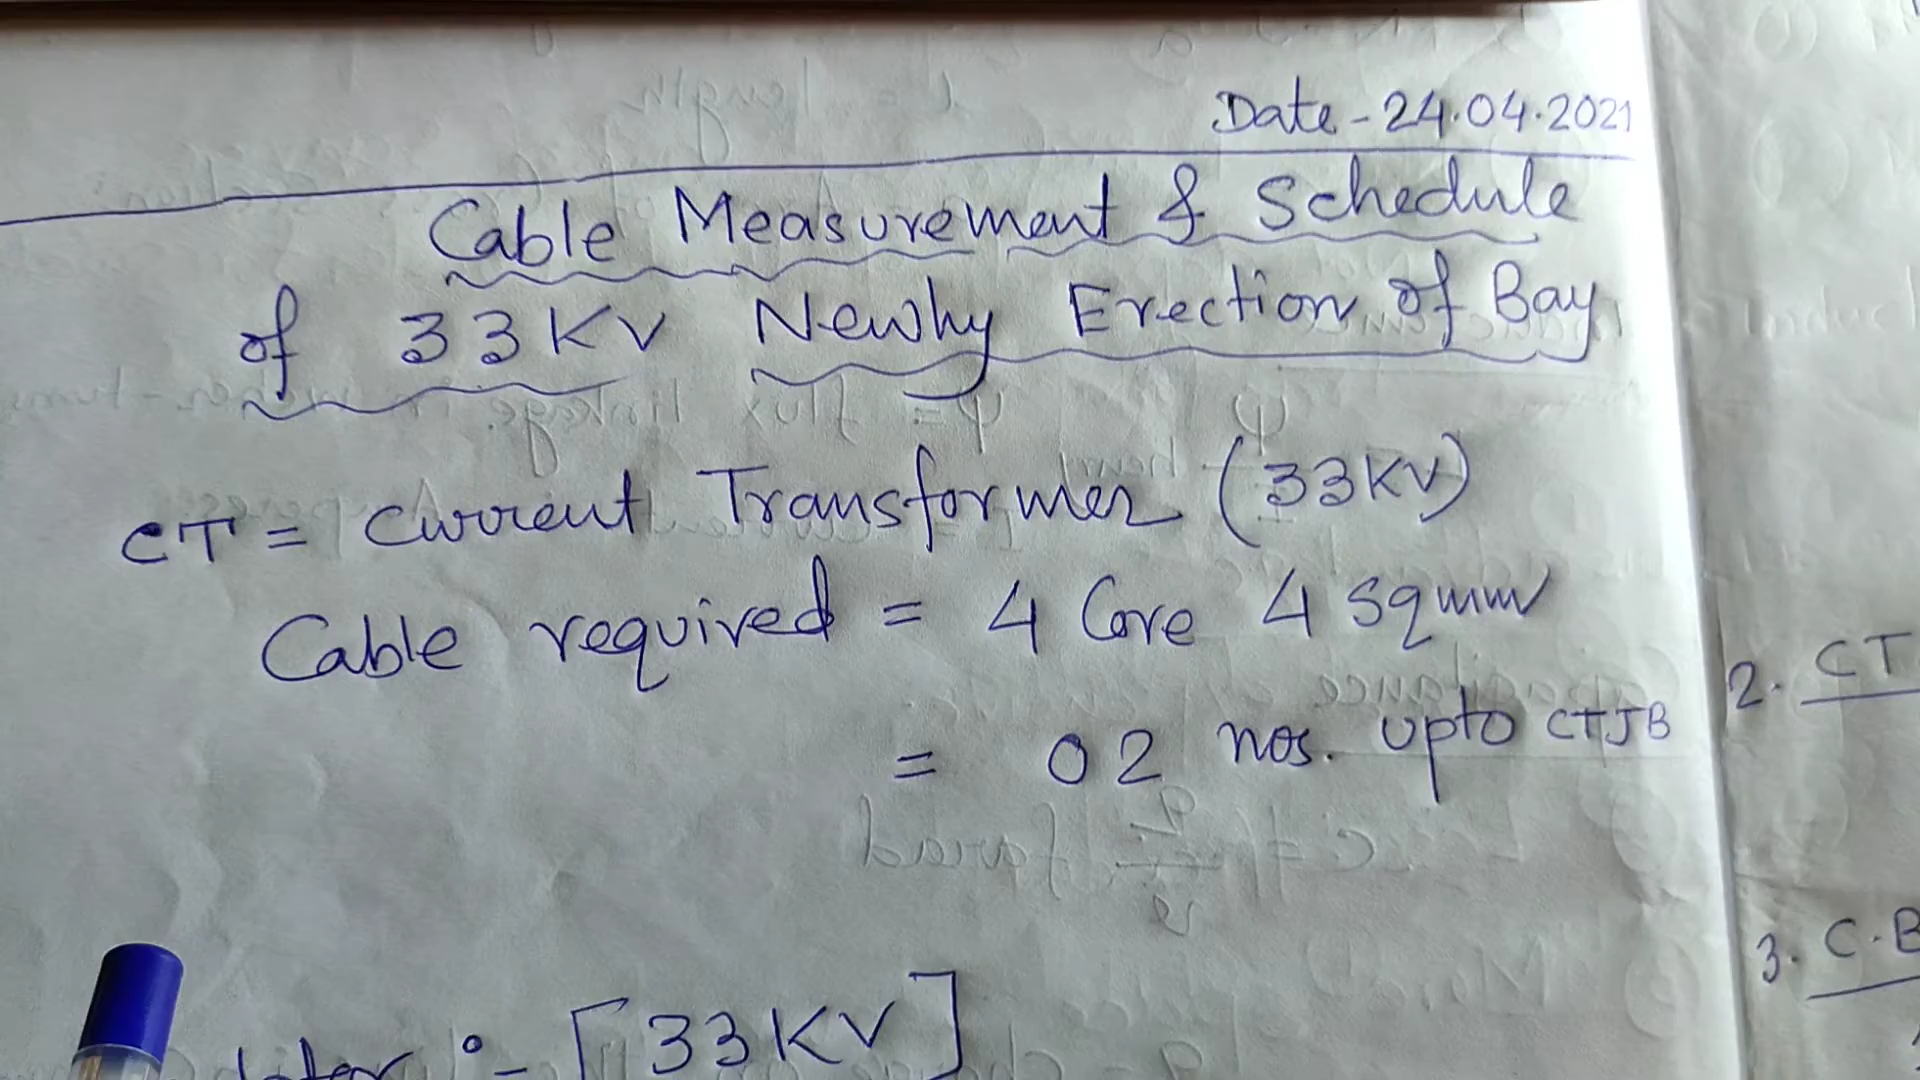 Date - 24.04.2021
Cable Measurement & Schedule
of 33KV Newly Erection of Bay
CT = Current Transformer (33KV)
Cable required = 4 Core 4 sqmm
= 02 nos. upto CTJB
:- [33KV]
2. CT
3. C.B